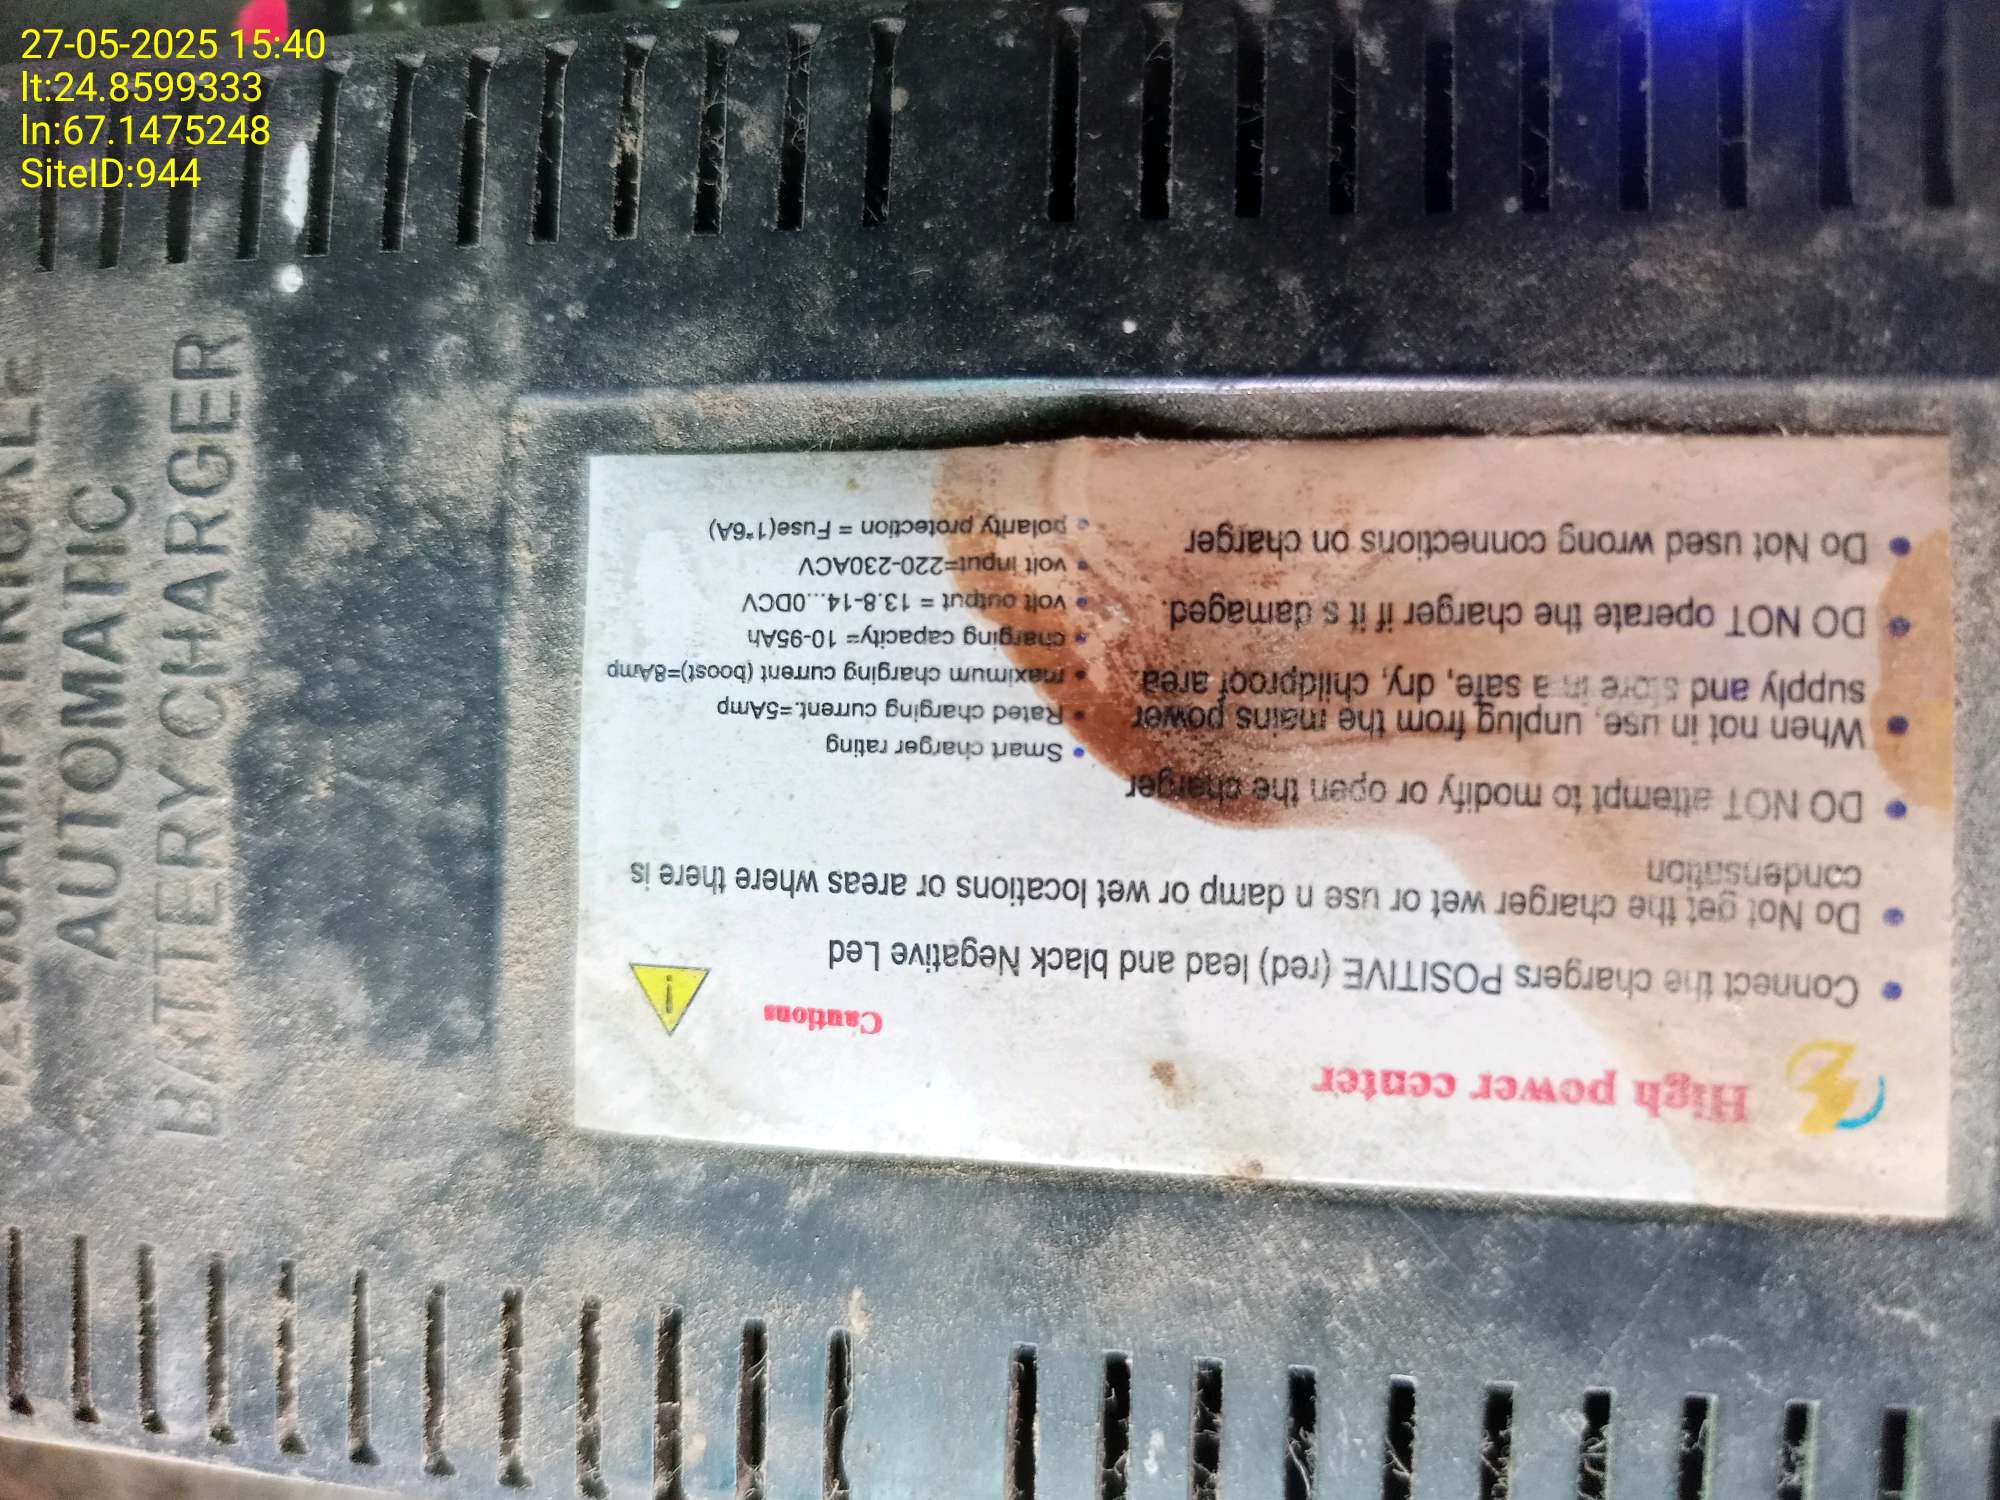 27-05-2025 15:40
lt:24.8599333
ln:67.1475248
SiteID:944
AUTOMATIC
BATTERY CHARGER
High power center
Cautions
Connect the chargers POSITIVE (red) lead and black Negative Led
Do Not get the charger wet or use n damp or wet locations or areas where there is
condensation
DO NOT attempt to modify or open the charger
When not in use, unplug from the mains power
supply and store in a safe, dry, childproof area.
DO NOT operate the charger if it s damaged.
Do Not used wrong connections on charger
Smart charger rating
Rated charging current.=5Amp
maximum charging current (boost)=8Amp
charging capacity= 10-95Ah
volt output = 13.8-14...0DCV
volt input=220-230ACV
polarity protection = Fuse(1*6A)